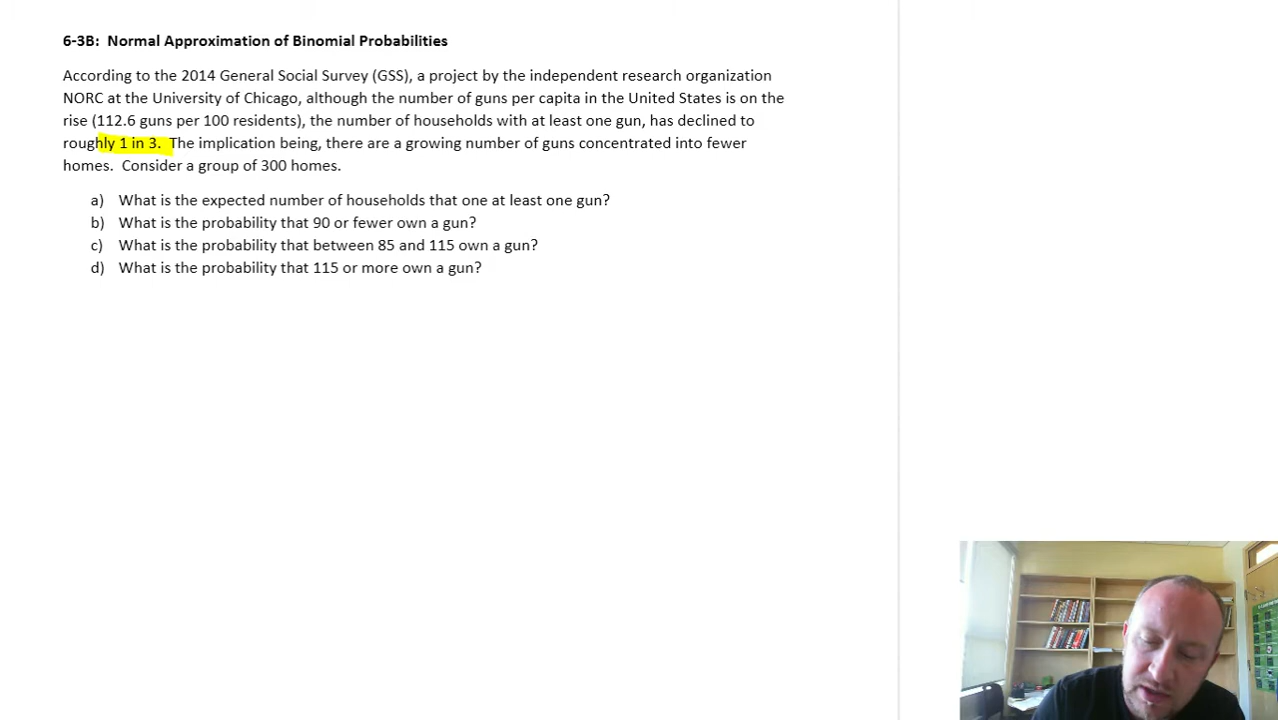 6-3B: Normal Approximation of Binomial Probabilities
According to the 2014 General Social Survey (GSS), a project by the independent research organization
NORC at the University of Chicago, although the number of guns per capita in the United States is on the
rise (112.6 guns per 100 residents), the number of households with at least one gun, has declined to
roughly 1 in 3. The implication being, there are a growing number of guns concentrated into fewer
homes. Consider a group of 300 homes.
a) What is the expected number of households that one at least one gun?
b) What is the probability that 90 or fewer own a gun?
c) What is the probability that between 85 and 115 own a gun?
d) What is the probability that 115 or more own a gun?